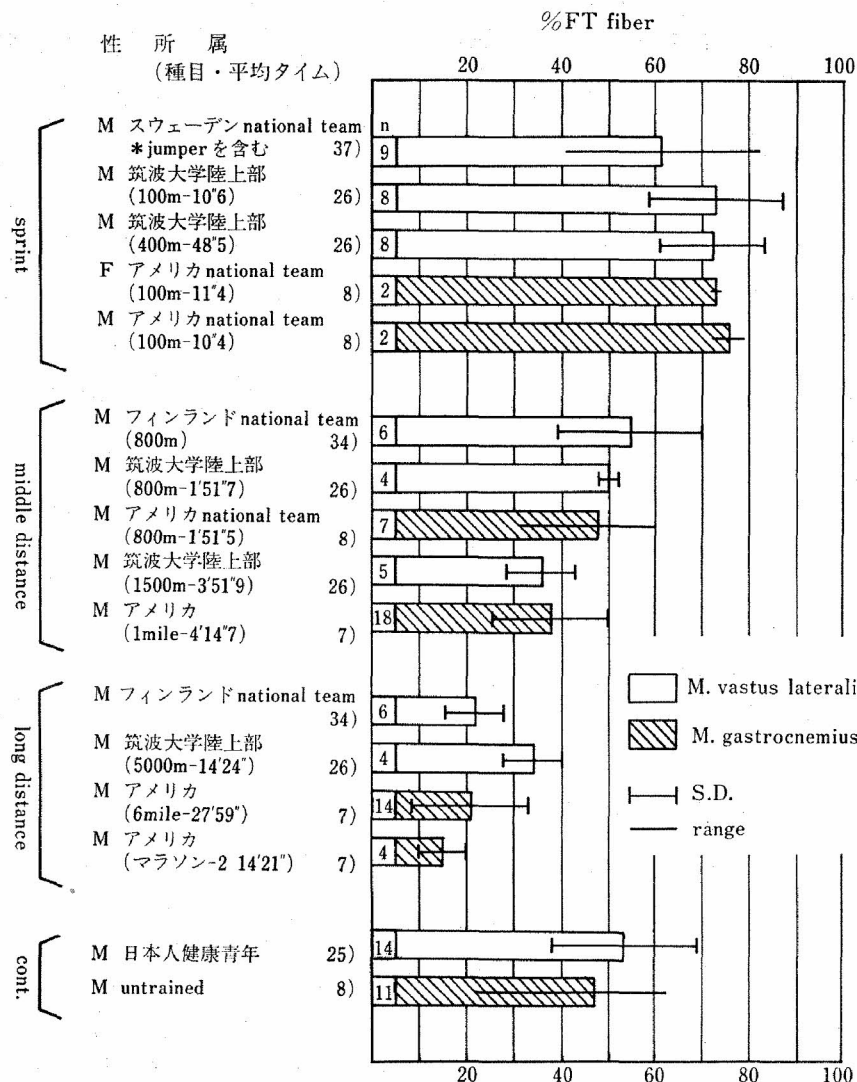 %FT fiber
性 所 属
(種目・平均タイム)
20 40 60 80 100
n
sprint
M スウェーデン national team
*jumper を含む 37) 9
M 筑波大学陸上部
(100m-10″6) 26) 8
M 筑波大学陸上部
(400m-48″5) 26) 8
F アメリカ national team
(100m-11″4) 8) 2
M アメリカ national team
(100m-10″4) 8) 2
middle distance
M フィンランド national team
(800m) 34) 6
M 筑波大学陸上部
(800m-1′51″7) 26) 4
M アメリカ national team
(800m-1′51″5) 8) 7
M 筑波大学陸上部
(1500m-3′51″9) 26) 5
M アメリカ
(1mile-4′14″7) 7) 18
long distance
M フィンランド national team
34) 6
M 筑波大学陸上部
(5000m-14′24″) 26) 4
M アメリカ
(6mile-27′59″) 7) 14
M アメリカ
(マラソン-2 14′21″) 7) 4
cont.
M 日本人健康青年 25) 14
M untrained 8) 11
M. vastus laterali
M. gastrocnemius
S.D.
range
20 40 60 80 100